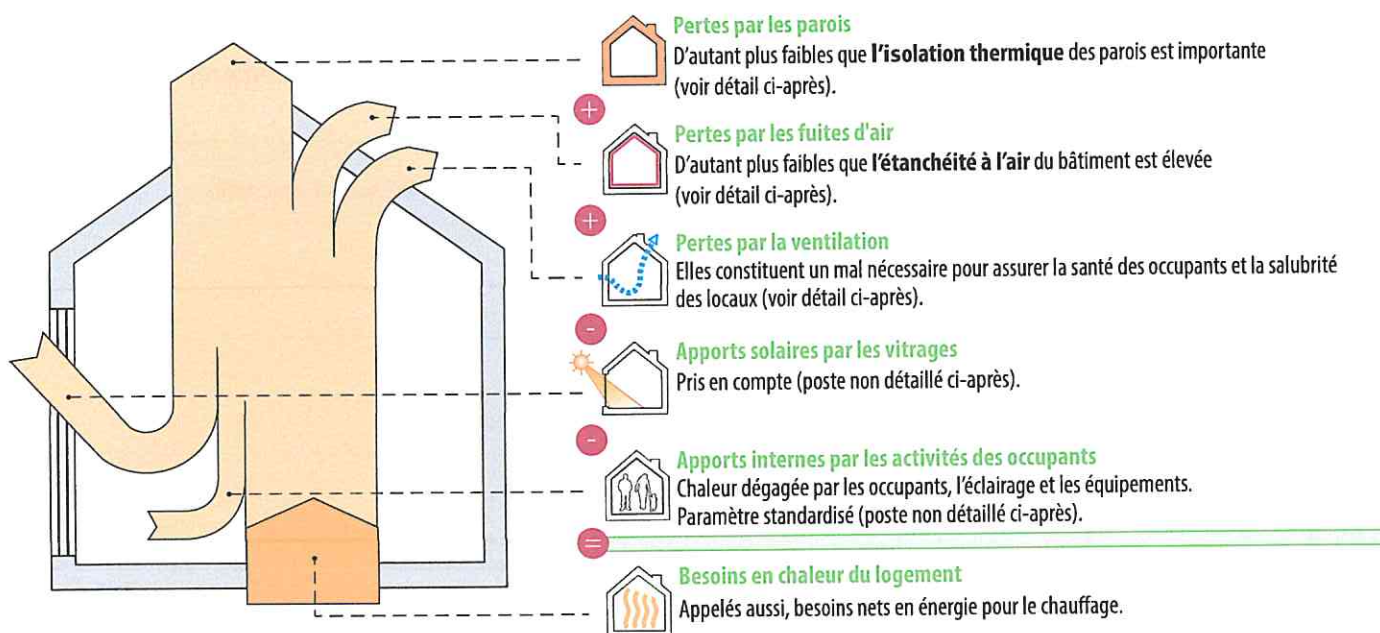 Pertes par les parois
D'autant plus faibles que l'isolation thermique des parois est importante
(voir détail ci-après).
+
Pertes par les fuites d'air
D'autant plus faibles que l'étanchéité à l'air du bâtiment est élevée
(voir détail ci-après).
+
Pertes par la ventilation
Elles constituent un mal nécessaire pour assurer la santé des occupants et la salubrité
des locaux (voir détail ci-après).
-
Apports solaires par les vitrages
Pris en compte (poste non détaillé ci-après).
-
Apports internes par les activités des occupants
Chaleur dégagée par les occupants, l'éclairage et les équipements.
Paramètre standardisé (poste non détaillé ci-après).
=
Besoins en chaleur du logement
Appelés aussi, besoins nets en énergie pour le chauffage.